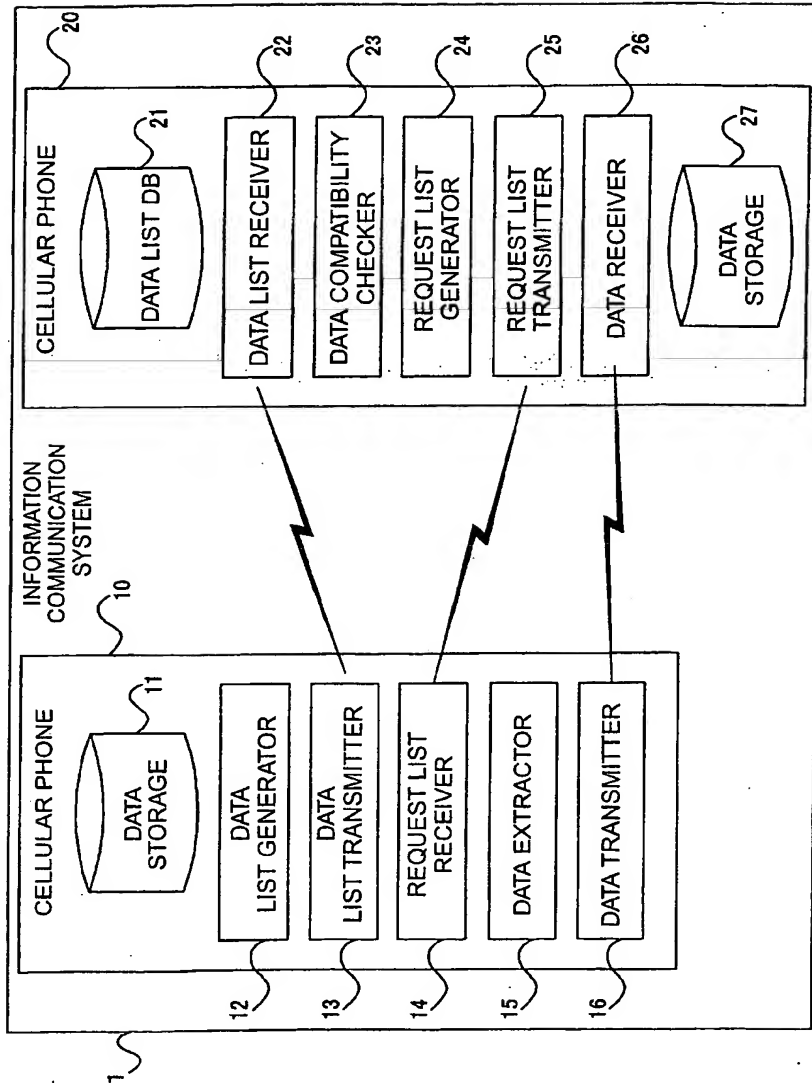 INFORMATION
COMMUNICATION
SYSTEM
10
CELLULAR PHONE
11
DATA
STORAGE
12
DATA
LIST GENERATOR
13
DATA
LIST TRANSMITTER
14
REQUEST LIST
RECEIVER
15
DATA EXTRACTOR
16
DATA TRANSMITTER
20
CELLULAR PHONE
21
DATA LIST DB
22
DATA LIST RECEIVER
23
DATA COMPATIBILITY
CHECKER
24
REQUEST LIST
GENERATOR
25
REQUEST LIST
TRANSMITTER
26
DATA RECEIVER
27
DATA
STORAGE